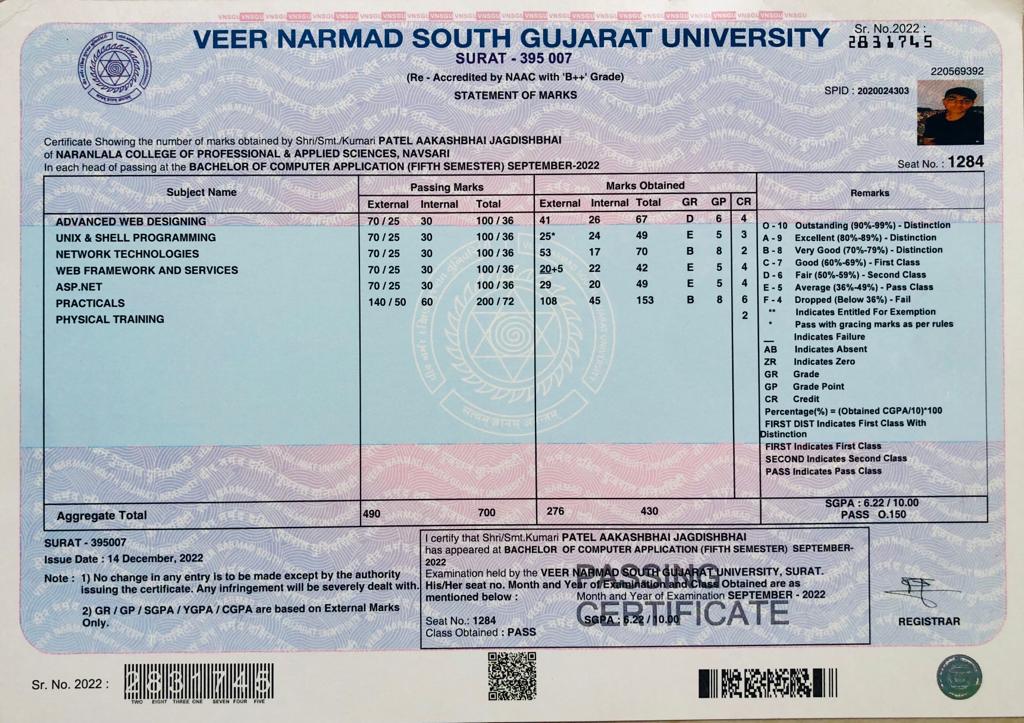 VEER NARMAD SOUTH GUJARAT UNIVERSITY
Sr. No.2022 :
2831745
SURAT - 395 007
220569392
(Re - Accredited by NAAC with 'B++' Grade)
SPID : 2020024303
STATEMENT OF MARKS
Certificate Showing the number of marks obtained by Shri/Smt./Kumari PATEL AAKASHBHAI JAGDISHBHAI
of NARANLALA COLLEGE OF PROFESSIONAL & APPLIED SCIENCES, NAVSARI
In each head of passing at the BACHELOR OF COMPUTER APPLICATION (FIFTH SEMESTER) SEPTEMBER-2022
Seat No. : 1284
Subject Name Passing Marks Marks Obtained Remarks
External Internal Total External Internal Total GR GP CR
ADVANCED WEB DESIGNING 70 / 25 30 100 / 36 41 26 67 D 6 4
UNIX & SHELL PROGRAMMING 70 / 25 30 100 / 36 25* 24 49 E 5 3
NETWORK TECHNOLOGIES 70 / 25 30 100 / 36 53 17 70 B 8 2
WEB FRAMEWORK AND SERVICES 70 / 25 30 100 / 36 20+5 22 42 E 5 4
ASP.NET 70 / 25 30 100 / 36 29 20 49 E 5 4
PRACTICALS 140 / 50 60 200 / 72 108 45 153 B 8 6
PHYSICAL TRAINING 2
O - 10 Outstanding (90%-99%) - Distinction
A - 9 Excellent (80%-89%) - Distinction
B - 8 Very Good (70%-79%) - Distinction
C - 7 Good (60%-69%) - First Class
D - 6 Fair (50%-59%) - Second Class
E - 5 Average (36%-49%) - Pass Class
F - 4 Dropped (Below 36%) - Fail
** Indicates Entitled For Exemption
* Pass with gracing marks as per rules
__ Indicates Failure
AB Indicates Absent
ZR Indicates Zero
GR Grade
GP Grade Point
CR Credit
Percentage(%) = (Obtained CGPA/10)*100
FIRST DIST Indicates First Class With
Distinction
FIRST Indicates First Class
SECOND Indicates Second Class
PASS Indicates Pass Class
Aggregate Total 490 700 276 430
SGPA : 6.22 / 10.00
PASS O.150
SURAT - 395007
Issue Date : 14 December, 2022
Note : 1) No change in any entry is to be made except by the authority
issuing the certificate. Any infringement will be severely dealt with.
2) GR / GP / SGPA / YGPA / CGPA are based on External Marks
Only.
I certify that Shri/Smt.Kumari PATEL AAKASHBHAI JAGDISHBHAI
has appeared at BACHELOR OF COMPUTER APPLICATION (FIFTH SEMESTER) SEPTEMBER-
2022
Examination held by the VEER NARMAD SOUTH GUJARAT UNIVERSITY, SURAT.
His/Her seat no. Month and Year of Examination and Class Obtained are as
mentioned below : Month and Year of Examination SEPTEMBER - 2022
PASSING
CERTIFICATE
Seat No.: 1284 SGPA : 6.22 / 10.00
Class Obtained : PASS
REGISTRAR
Sr. No. 2022 : 2831745
TWO EIGHT THREE ONE SEVEN FOUR FIVE